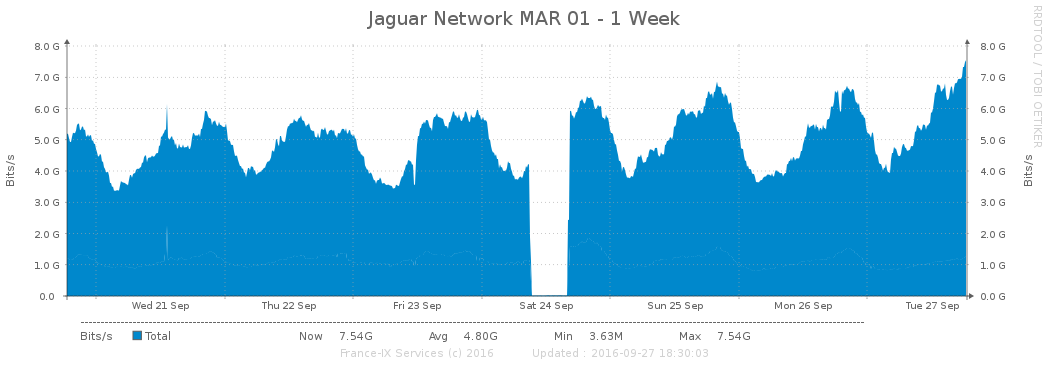 Jaguar Network MAR 01 - 1 Week
RRDTOOL / TOBI OETIKER
8.0 G 8.0 G
7.0 G 7.0 G
6.0 G 6.0 G
5.0 G 5.0 G
4.0 G 4.0 G
3.0 G 3.0 G
2.0 G 2.0 G
1.0 G 1.0 G
0.0 0.0 G
Bits/s
Bits/s
Wed 21 Sep Thu 22 Sep Fri 23 Sep Sat 24 Sep Sun 25 Sep Mon 26 Sep Tue 27 Sep
Bits/s Total Now 7.54G Avg 4.80G Min 3.63M Max 7.54G
France-IX Services (c) 2016 Updated : 2016-09-27 18:30:03